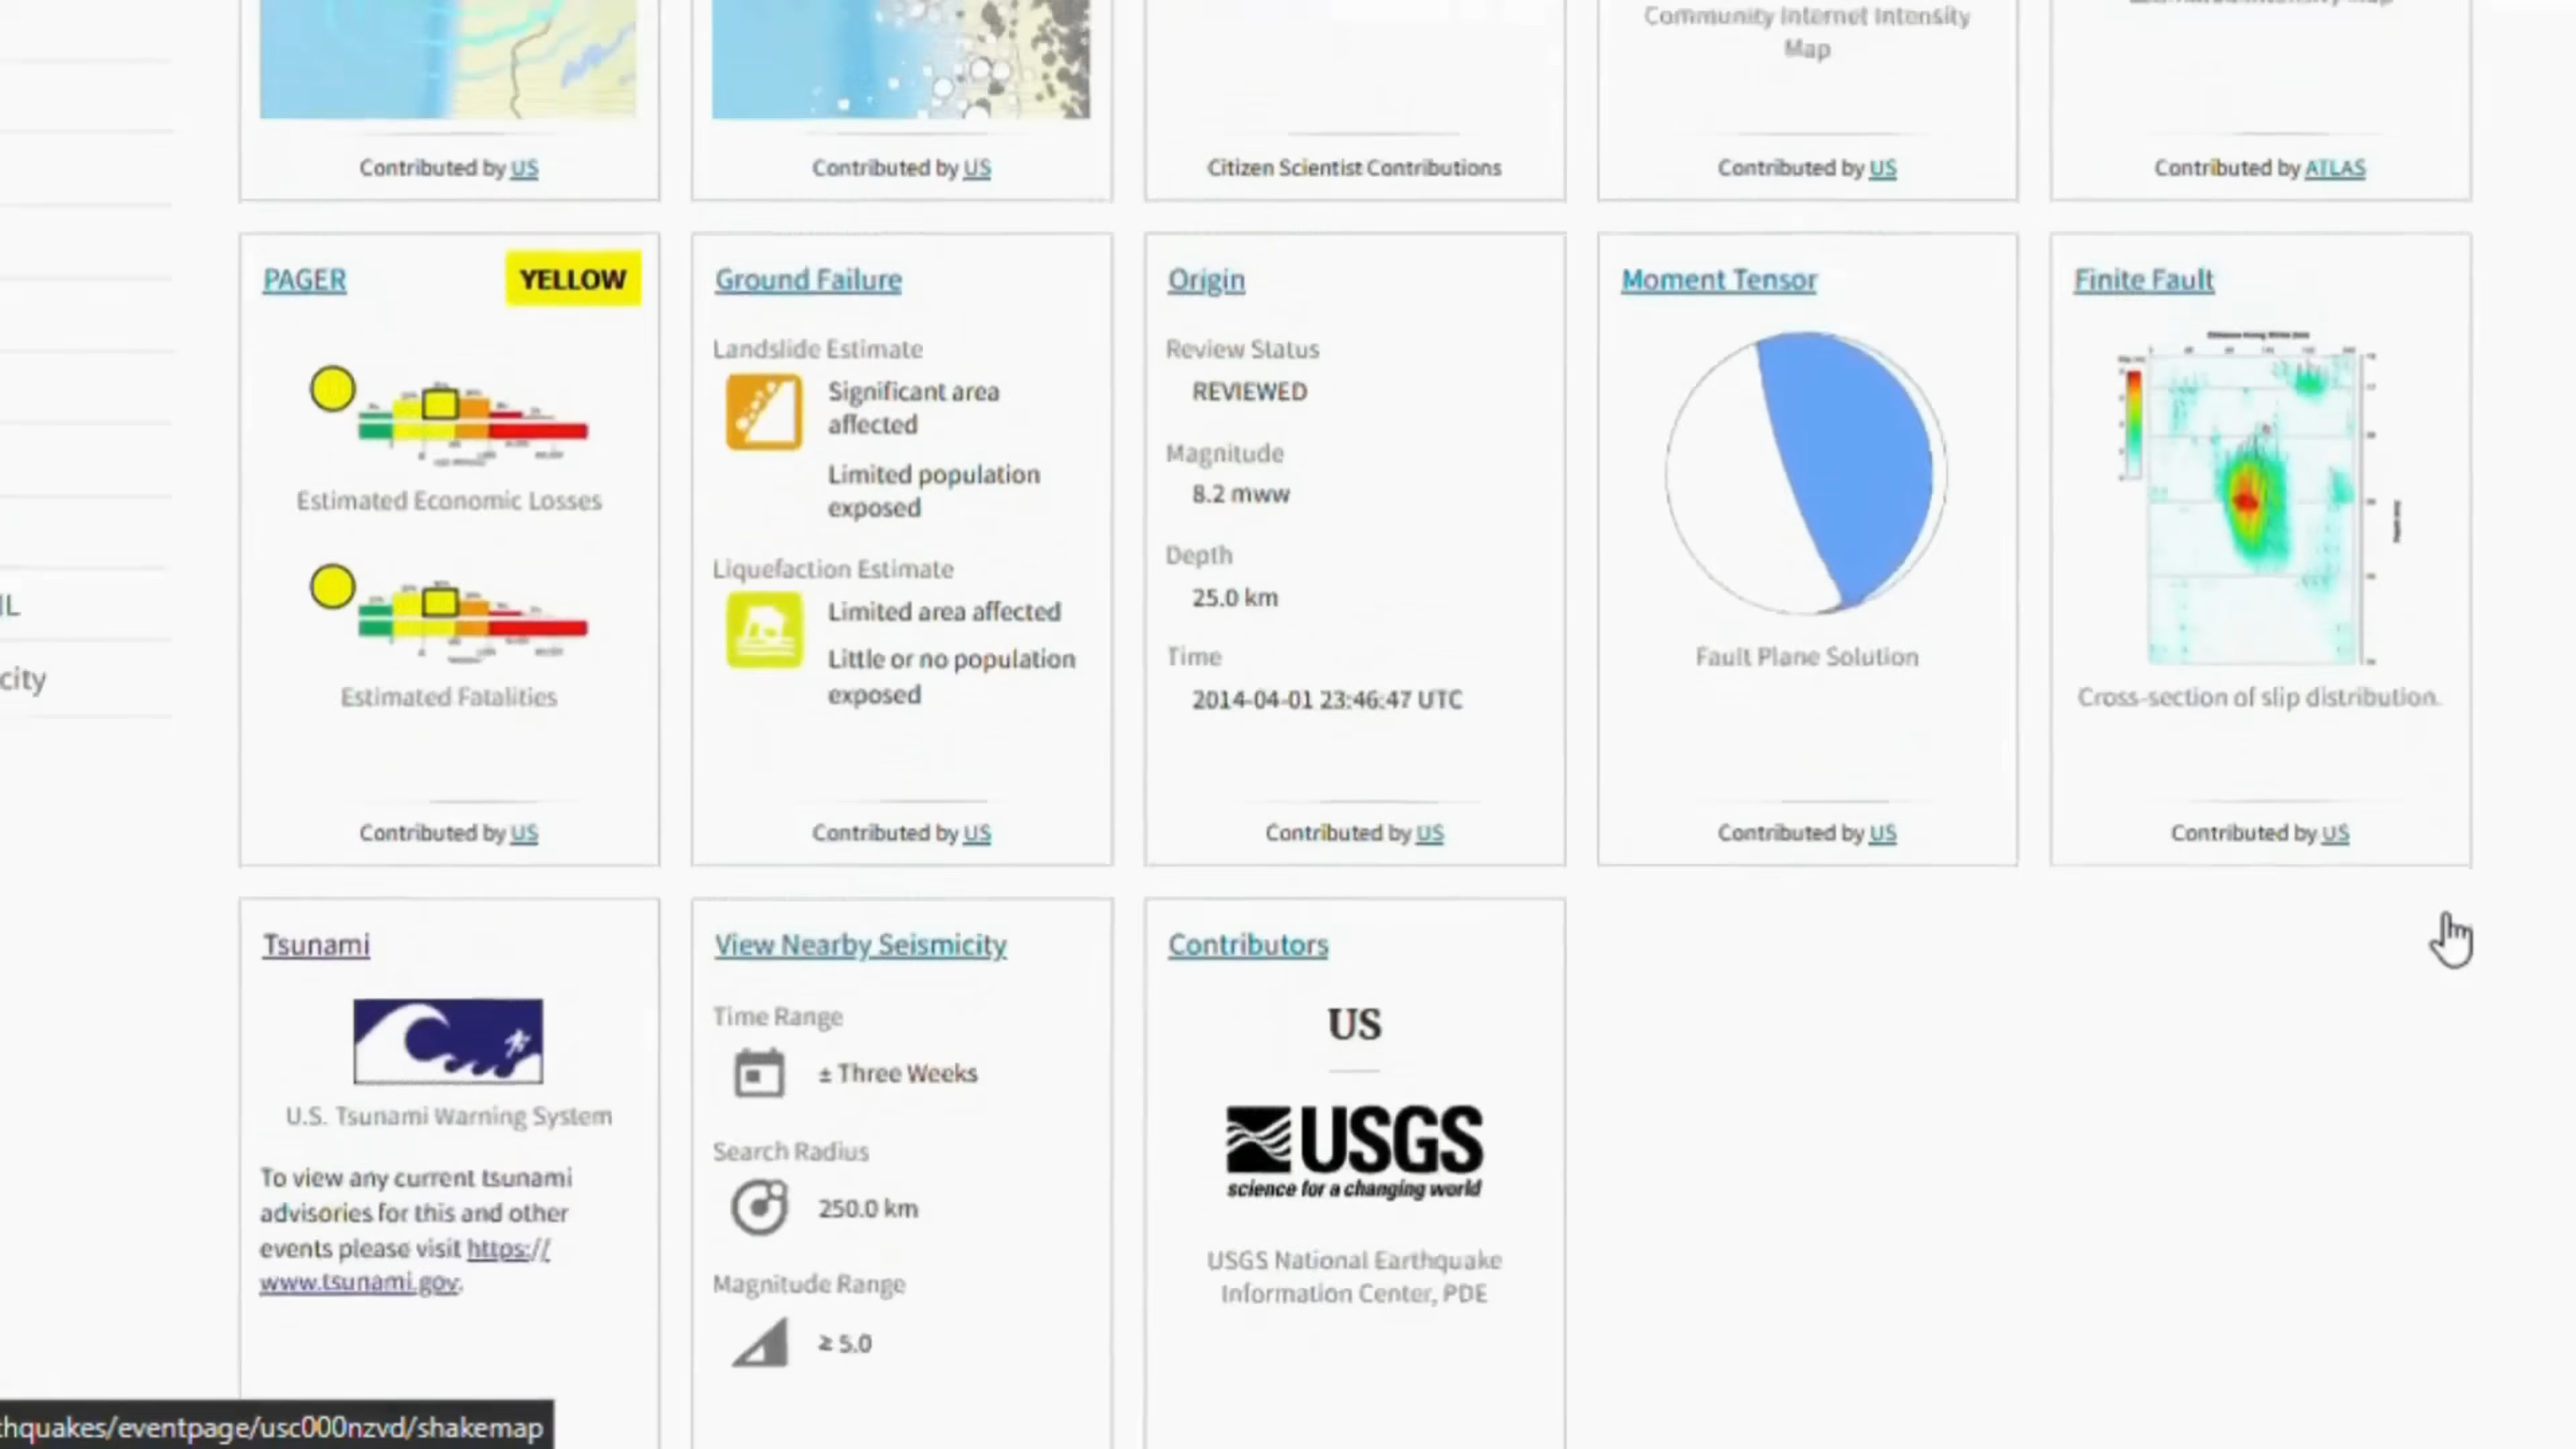 Community Internet Intensity
Map
Contributed by US
Contributed by US
Citizen Scientist Contributions
Contributed by US
Contributed by ATLAS
PAGER
YELLOW
Estimated Economic Losses
Estimated Fatalities
Contributed by US
Ground Failure
Landslide Estimate
Significant area
affected
Limited population
exposed
Liquefaction Estimate
Limited area affected
Little or no population
exposed
Contributed by US
Origin
Review Status
REVIEWED
Magnitude
8.2 mww
Depth
25.0 km
Time
2014-04-01 23:46:47 UTC
Contributed by US
Moment Tensor
Fault Plane Solution
Contributed by US
Finite Fault
Cross-section of slip distribution.
Contributed by US
IL
city
Tsunami
U.S. Tsunami Warning System
To view any current tsunami
advisories for this and other
events please visit https://
www.tsunami.gov.
View Nearby Seismicity
Time Range
± Three Weeks
Search Radius
250.0 km
Magnitude Range
≥ 5.0
Contributors
US
USGS
science for a changing world
USGS National Earthquake
Information Center, PDE
thquakes/eventpage/usc000nzvd/shakemap